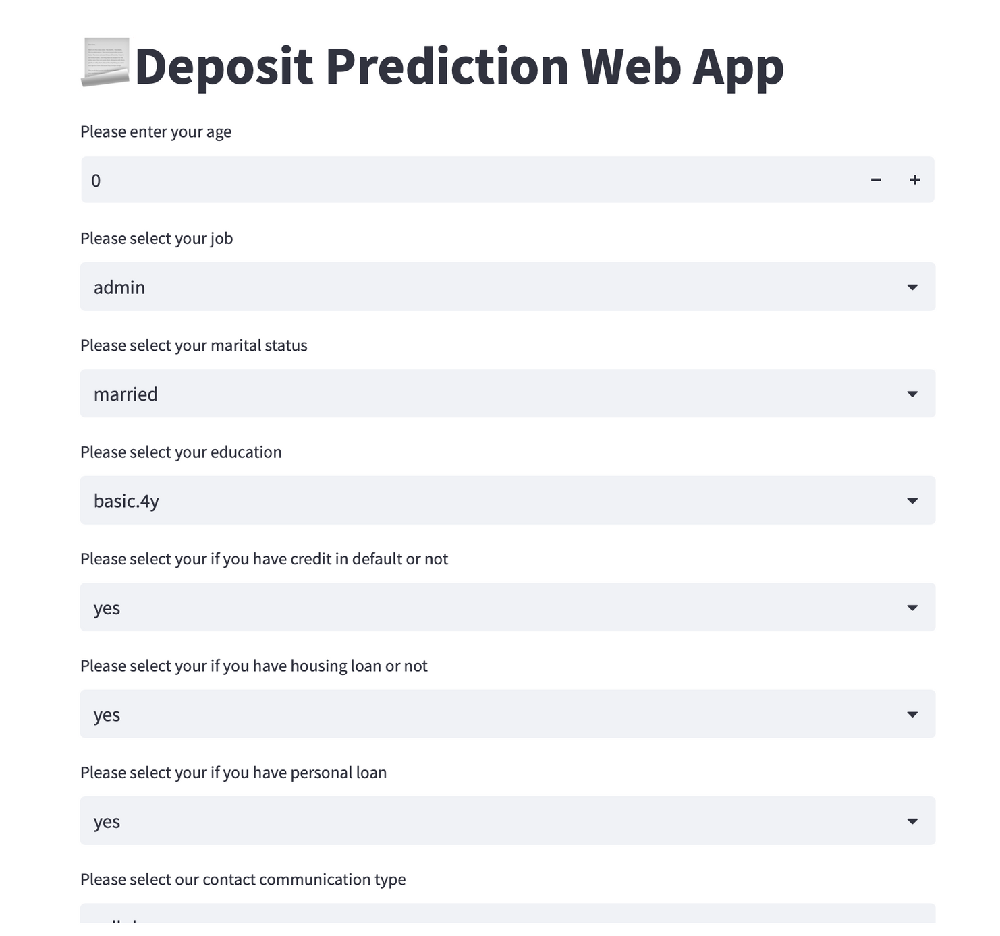 Deposit Prediction Web App
Please enter your age
0
Please select your job
admin
Please select your marital status
married
Please select your education
basic.4y
Please select your if you have credit in default or not
yes
Please select your if you have housing loan or not
yes
Please select your if you have personal loan
yes
Please select our contact communication type